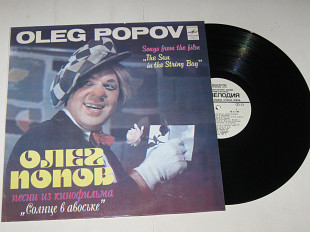 OLEG POPOV
Songs from the film
„The Sun
in the String Bag”
ОЛЕГ
ПОПОВ
песни из кинофильма
„Солнце в авоське”
МЕЛОДИЯ